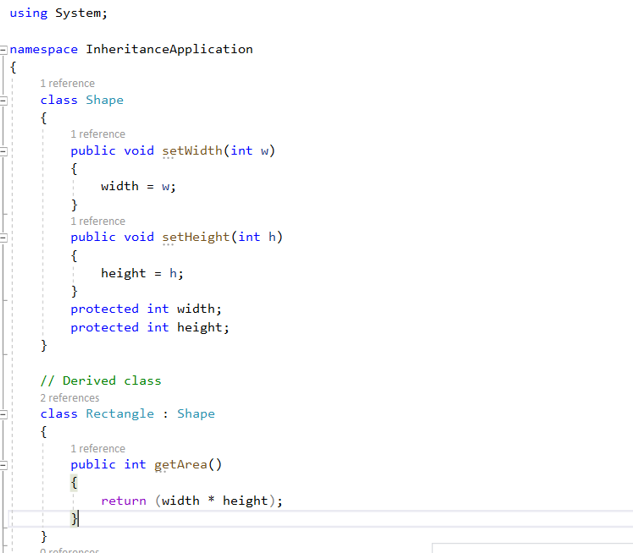 using System;
namespace InheritanceApplication
{
1 reference
class Shape
{
1 reference
public void setWidth(int w)
{
width = w;
}
1 reference
public void setHeight(int h)
{
height = h;
}
protected int width;
protected int height;
}
// Derived class
2 references
class Rectangle : Shape
{
1 reference
public int getArea()
{
return (width * height);
}
}
0 references